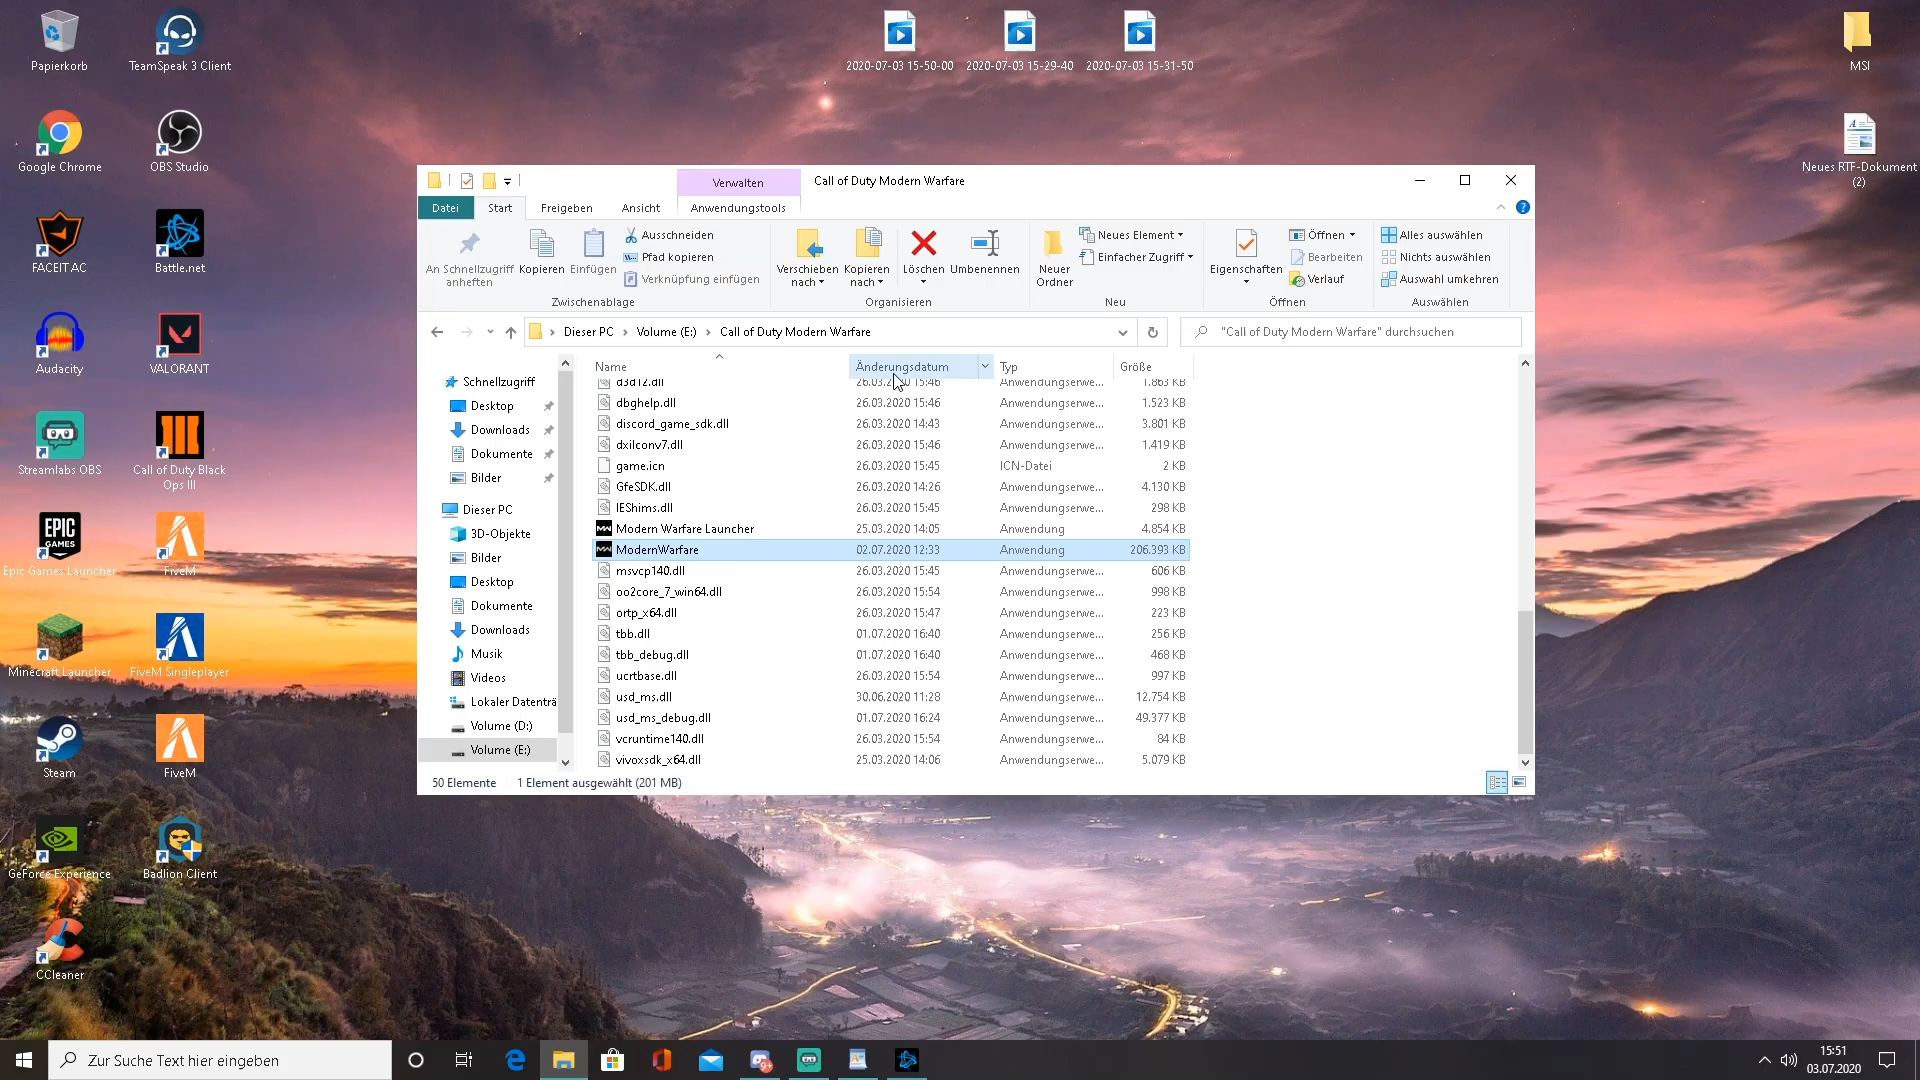 Papierkorb
TeamSpeak 3 Client
2020-07-03 15-50-00
2020-07-03 15-29-40
2020-07-03 15-31-50
MSI
Google Chrome
OBS Studio
Neues RTF-Dokument
(2)
FACEIT AC
Battle.net
Audacity
VALORANT
Streamlabs OBS
Call of Duty Black
Ops III
EPIC
GAMES
Epic Games Launcher
FiveM
Minecraft Launcher
FiveM Singleplayer
Steam
FiveM
GeForce Experience
Badlion Client
CCleaner
Verwalten
Call of Duty Modern Warfare
Datei
Start
Freigeben
Ansicht
Anwendungstools
An Schnellzugriff
anheften
Kopieren
Einfügen
Ausschneiden
Pfad kopieren
Verknüpfung einfügen
Zwischenablage
Verschieben
nach
Kopieren
nach
Löschen
Umbenennen
Organisieren
Neuer
Ordner
Neues Element
Einfacher Zugriff
Neu
Eigenschaften
Öffnen
Bearbeiten
Verlauf
Öffnen
Alles auswählen
Nichts auswählen
Auswahl umkehren
Auswählen
Dieser PC > Volume (E:) > Call of Duty Modern Warfare
"Call of Duty Modern Warfare" durchsuchen
Schnellzugriff
Desktop
Downloads
Dokumente
Bilder
Dieser PC
3D-Objekte
Bilder
Desktop
Dokumente
Downloads
Musik
Videos
Lokaler Datenträ
Volume (D:)
Volume (E:)
Name Änderungsdatum Typ Größe
d3d12.dll 26.03.2020 15:46 Anwendungserwe... 1.863 KB
dbghelp.dll 26.03.2020 15:46 Anwendungserwe... 1.523 KB
discord_game_sdk.dll 26.03.2020 14:43 Anwendungserwe... 3.801 KB
dxilconv7.dll 26.03.2020 15:46 Anwendungserwe... 1.419 KB
game.icn 26.03.2020 15:45 ICN-Datei 2 KB
GfeSDK.dll 26.03.2020 14:26 Anwendungserwe... 4.130 KB
IEShims.dll 26.03.2020 15:45 Anwendungserwe... 298 KB
Modern Warfare Launcher 25.03.2020 14:05 Anwendung 4.854 KB
ModernWarfare 02.07.2020 12:33 Anwendung 206.393 KB
msvcp140.dll 26.03.2020 15:45 Anwendungserwe... 606 KB
oo2core_7_win64.dll 26.03.2020 15:54 Anwendungserwe... 998 KB
ortp_x64.dll 26.03.2020 15:47 Anwendungserwe... 223 KB
tbb.dll 01.07.2020 16:40 Anwendungserwe... 256 KB
tbb_debug.dll 01.07.2020 16:40 Anwendungserwe... 468 KB
ucrtbase.dll 26.03.2020 15:54 Anwendungserwe... 997 KB
usd_ms.dll 30.06.2020 11:28 Anwendungserwe... 12.754 KB
usd_ms_debug.dll 01.07.2020 16:24 Anwendungserwe... 49.377 KB
vcruntime140.dll 26.03.2020 15:54 Anwendungserwe... 84 KB
vivoxsdk_x64.dll 25.03.2020 14:06 Anwendungserwe... 5.079 KB
50 Elemente 1 Element ausgewählt (201 MB)
Zur Suche Text hier eingeben
9+
15:51
03.07.2020